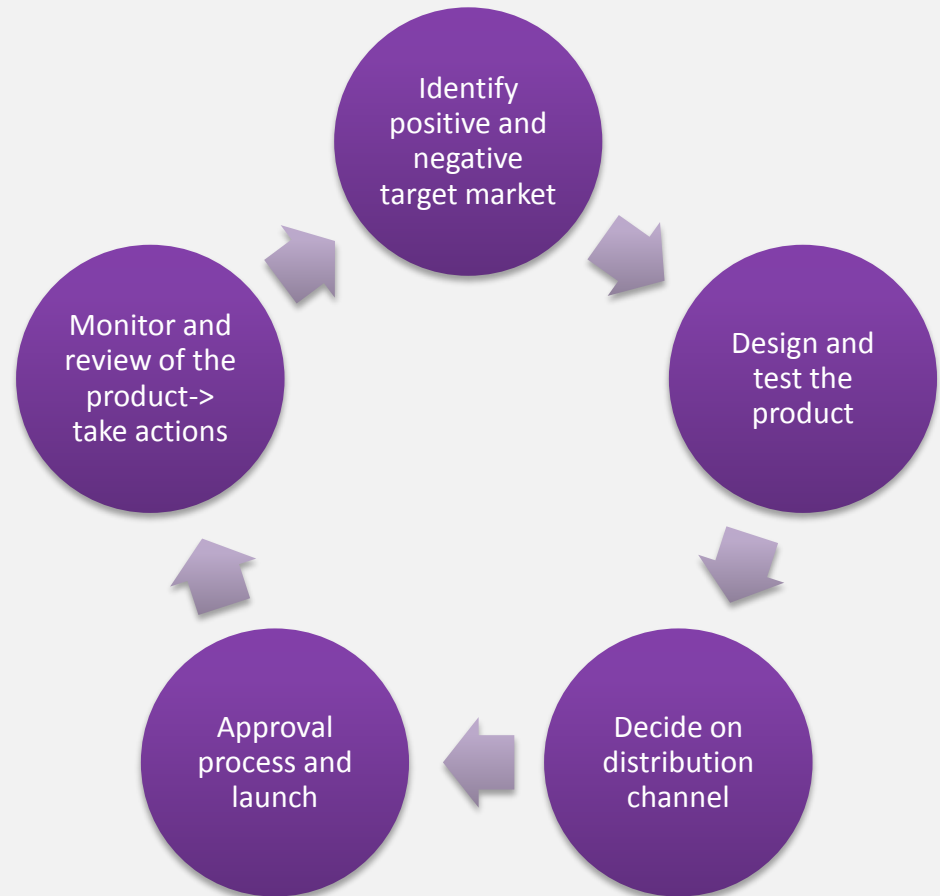 Identify
positive and
negative
target market
Design and
test the
product
Decide on
distribution
channel
Approval
process and
launch
Monitor and
review of the
product->
take actions